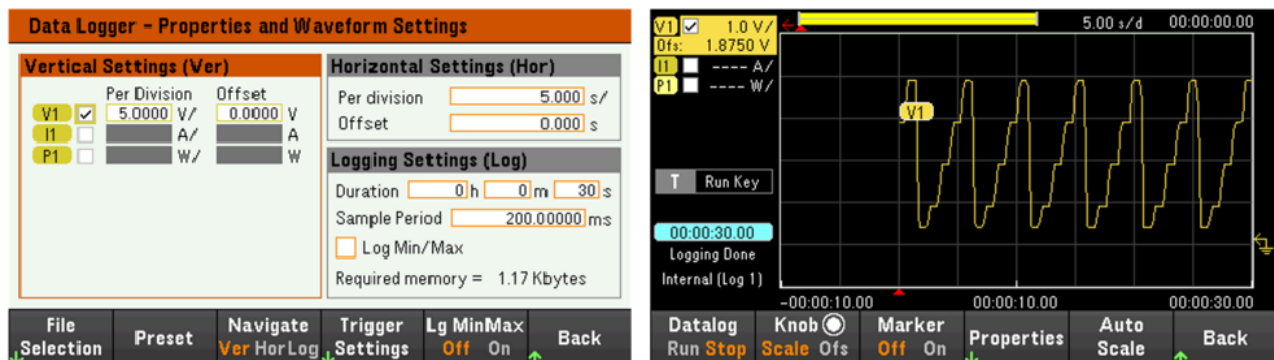 Data Logger - Properties and Waveform Settings
Vertical Settings (Ver)
Per Division Offset
V1 5.0000 V/ 0.0000 V
I1 A/ A
P1 W/ W
Horizontal Settings (Hor)
Per division 5.000 s/
Offset 0.000 s
Logging Settings (Log)
Duration 0 h 0 m 30 s
Sample Period 200.00000 ms
Log Min/Max
Required memory = 1.17 Kbytes
File Selection
Preset
Navigate
Ver Hor Log
Trigger Settings
Lg MinMax
Off On
Back
V1 1.0 V/
Ofs: 1.8750 V
I1 ---- A/
P1 ---- W/
5.00 s/d 00:00:00.00
V1
T Run Key
00:00:30.00
Logging Done
Internal (Log 1)
-00:00:10.00 00:00:10.00 00:00:30.00
Datalog
Run Stop
Knob
Scale Ofs
Marker
Off On
Properties
Auto Scale
Back